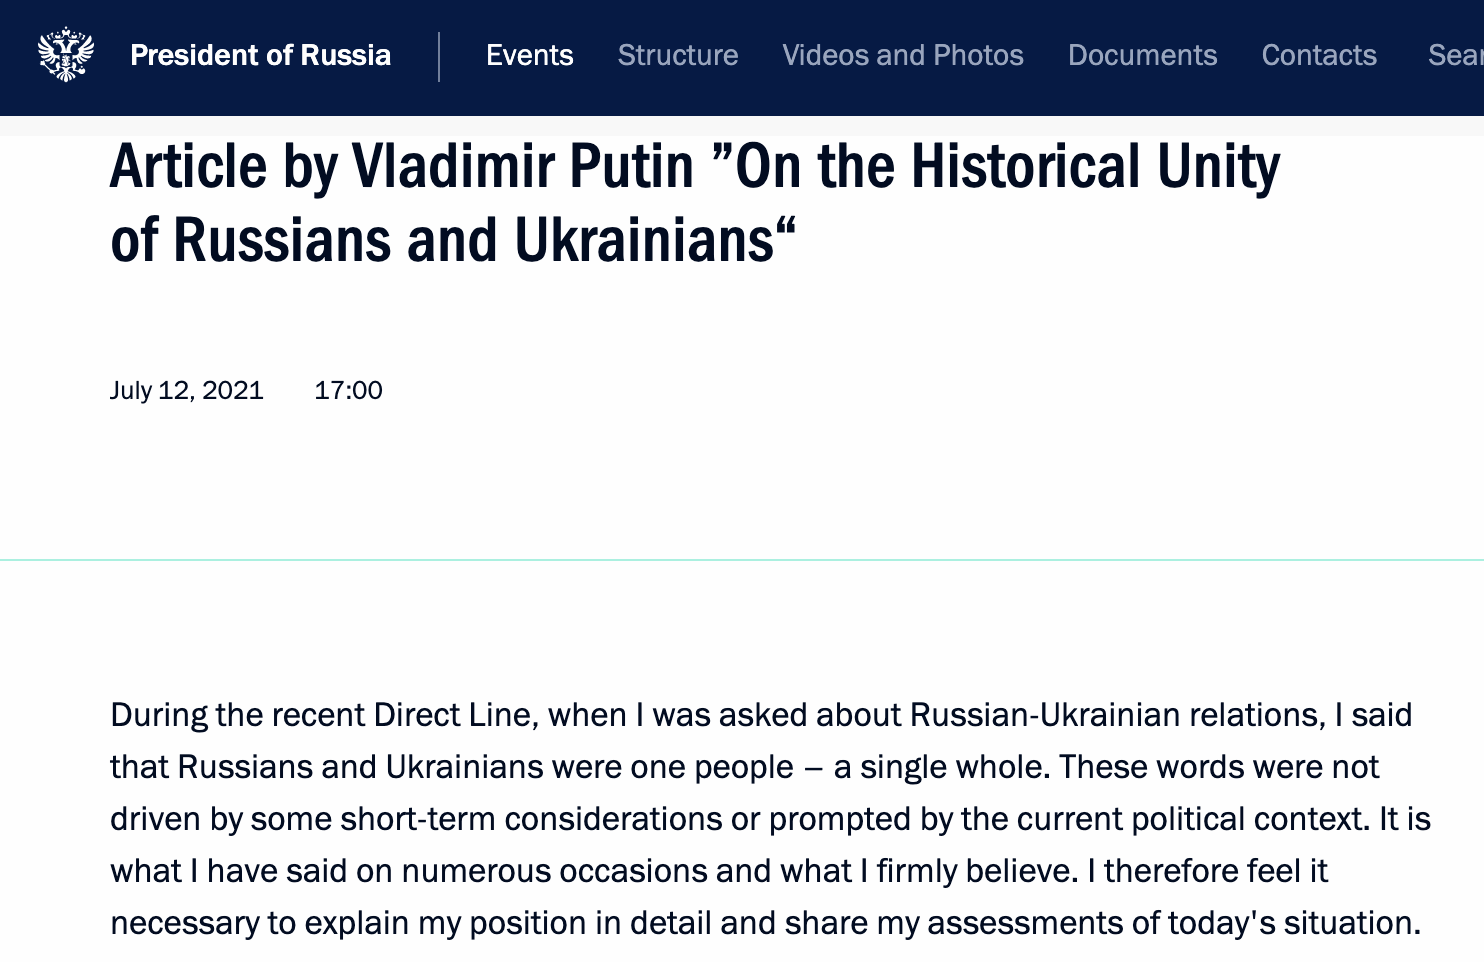 President of Russia
Events Structure Videos and Photos Documents Contacts
Article by Vladimir Putin ”On the Historical Unity
of Russians and Ukrainians“
July 12, 2021 17:00
During the recent Direct Line, when I was asked about Russian-Ukrainian relations, I said
that Russians and Ukrainians were one people – a single whole. These words were not
driven by some short-term considerations or prompted by the current political context. It is
what I have said on numerous occasions and what I firmly believe. I therefore feel it
necessary to explain my position in detail and share my assessments of today's situation.